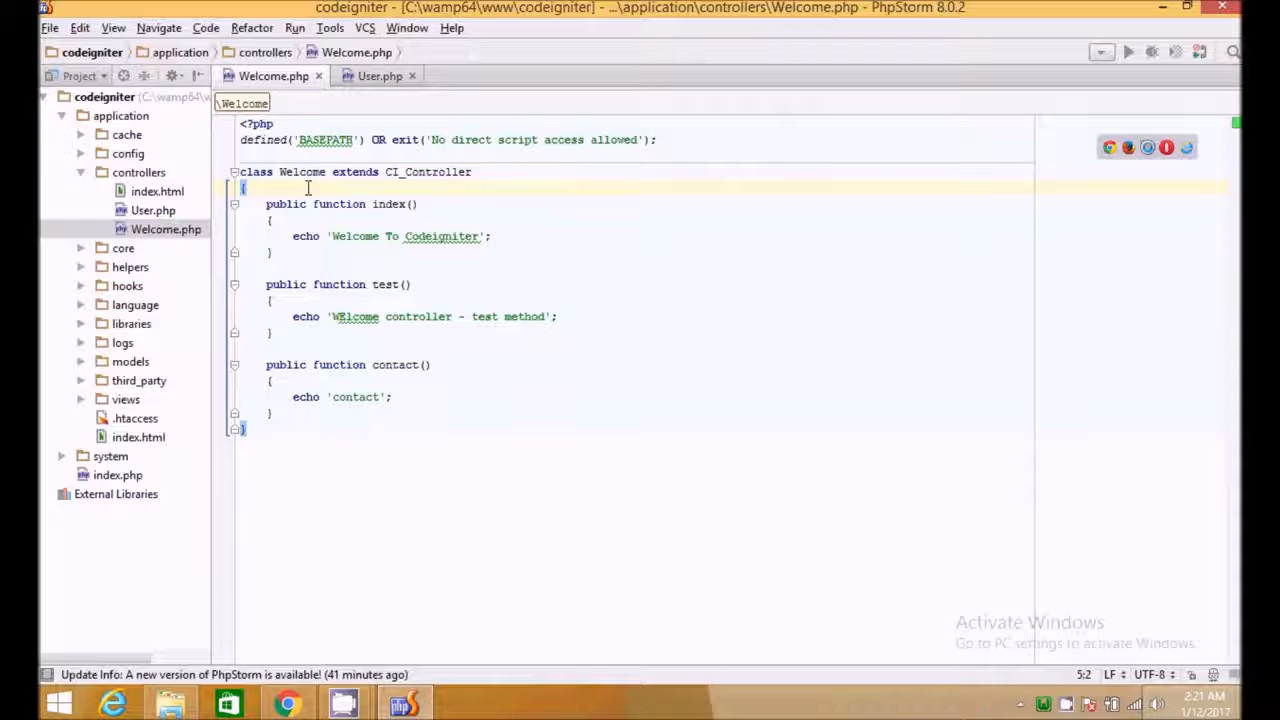 codeigniter - [C:\wamp64\www\codeigniter] - ...\application\controllers\Welcome.php - PhpStorm 8.0.2
File Edit View Navigate Code Refactor Run Tools VCS Window Help
codeigniter application controllers Welcome.php
Project Welcome.php User.php
codeigniter (C:\wamp64\w
\Welcome
application
cache
config
controllers
index.html
User.php
Welcome.php
core
helpers
hooks
language
libraries
logs
models
third_party
views
.htaccess
index.html
system
index.php
External Libraries
<?php
defined('BASEPATH') OR exit('No direct script access allowed');
class Welcome extends CI_Controller
{
public function index()
{
echo 'Welcome To Codeigniter';
}
public function test()
{
echo 'WElcome controller - test method';
}
public function contact()
{
echo 'contact';
}
}
Activate Windows
Go to PC settings to activate Windows.
Update Info: A new version of PhpStorm is available! (41 minutes ago) 5:2 LF UTF-8
2:21 AM
1/12/2017